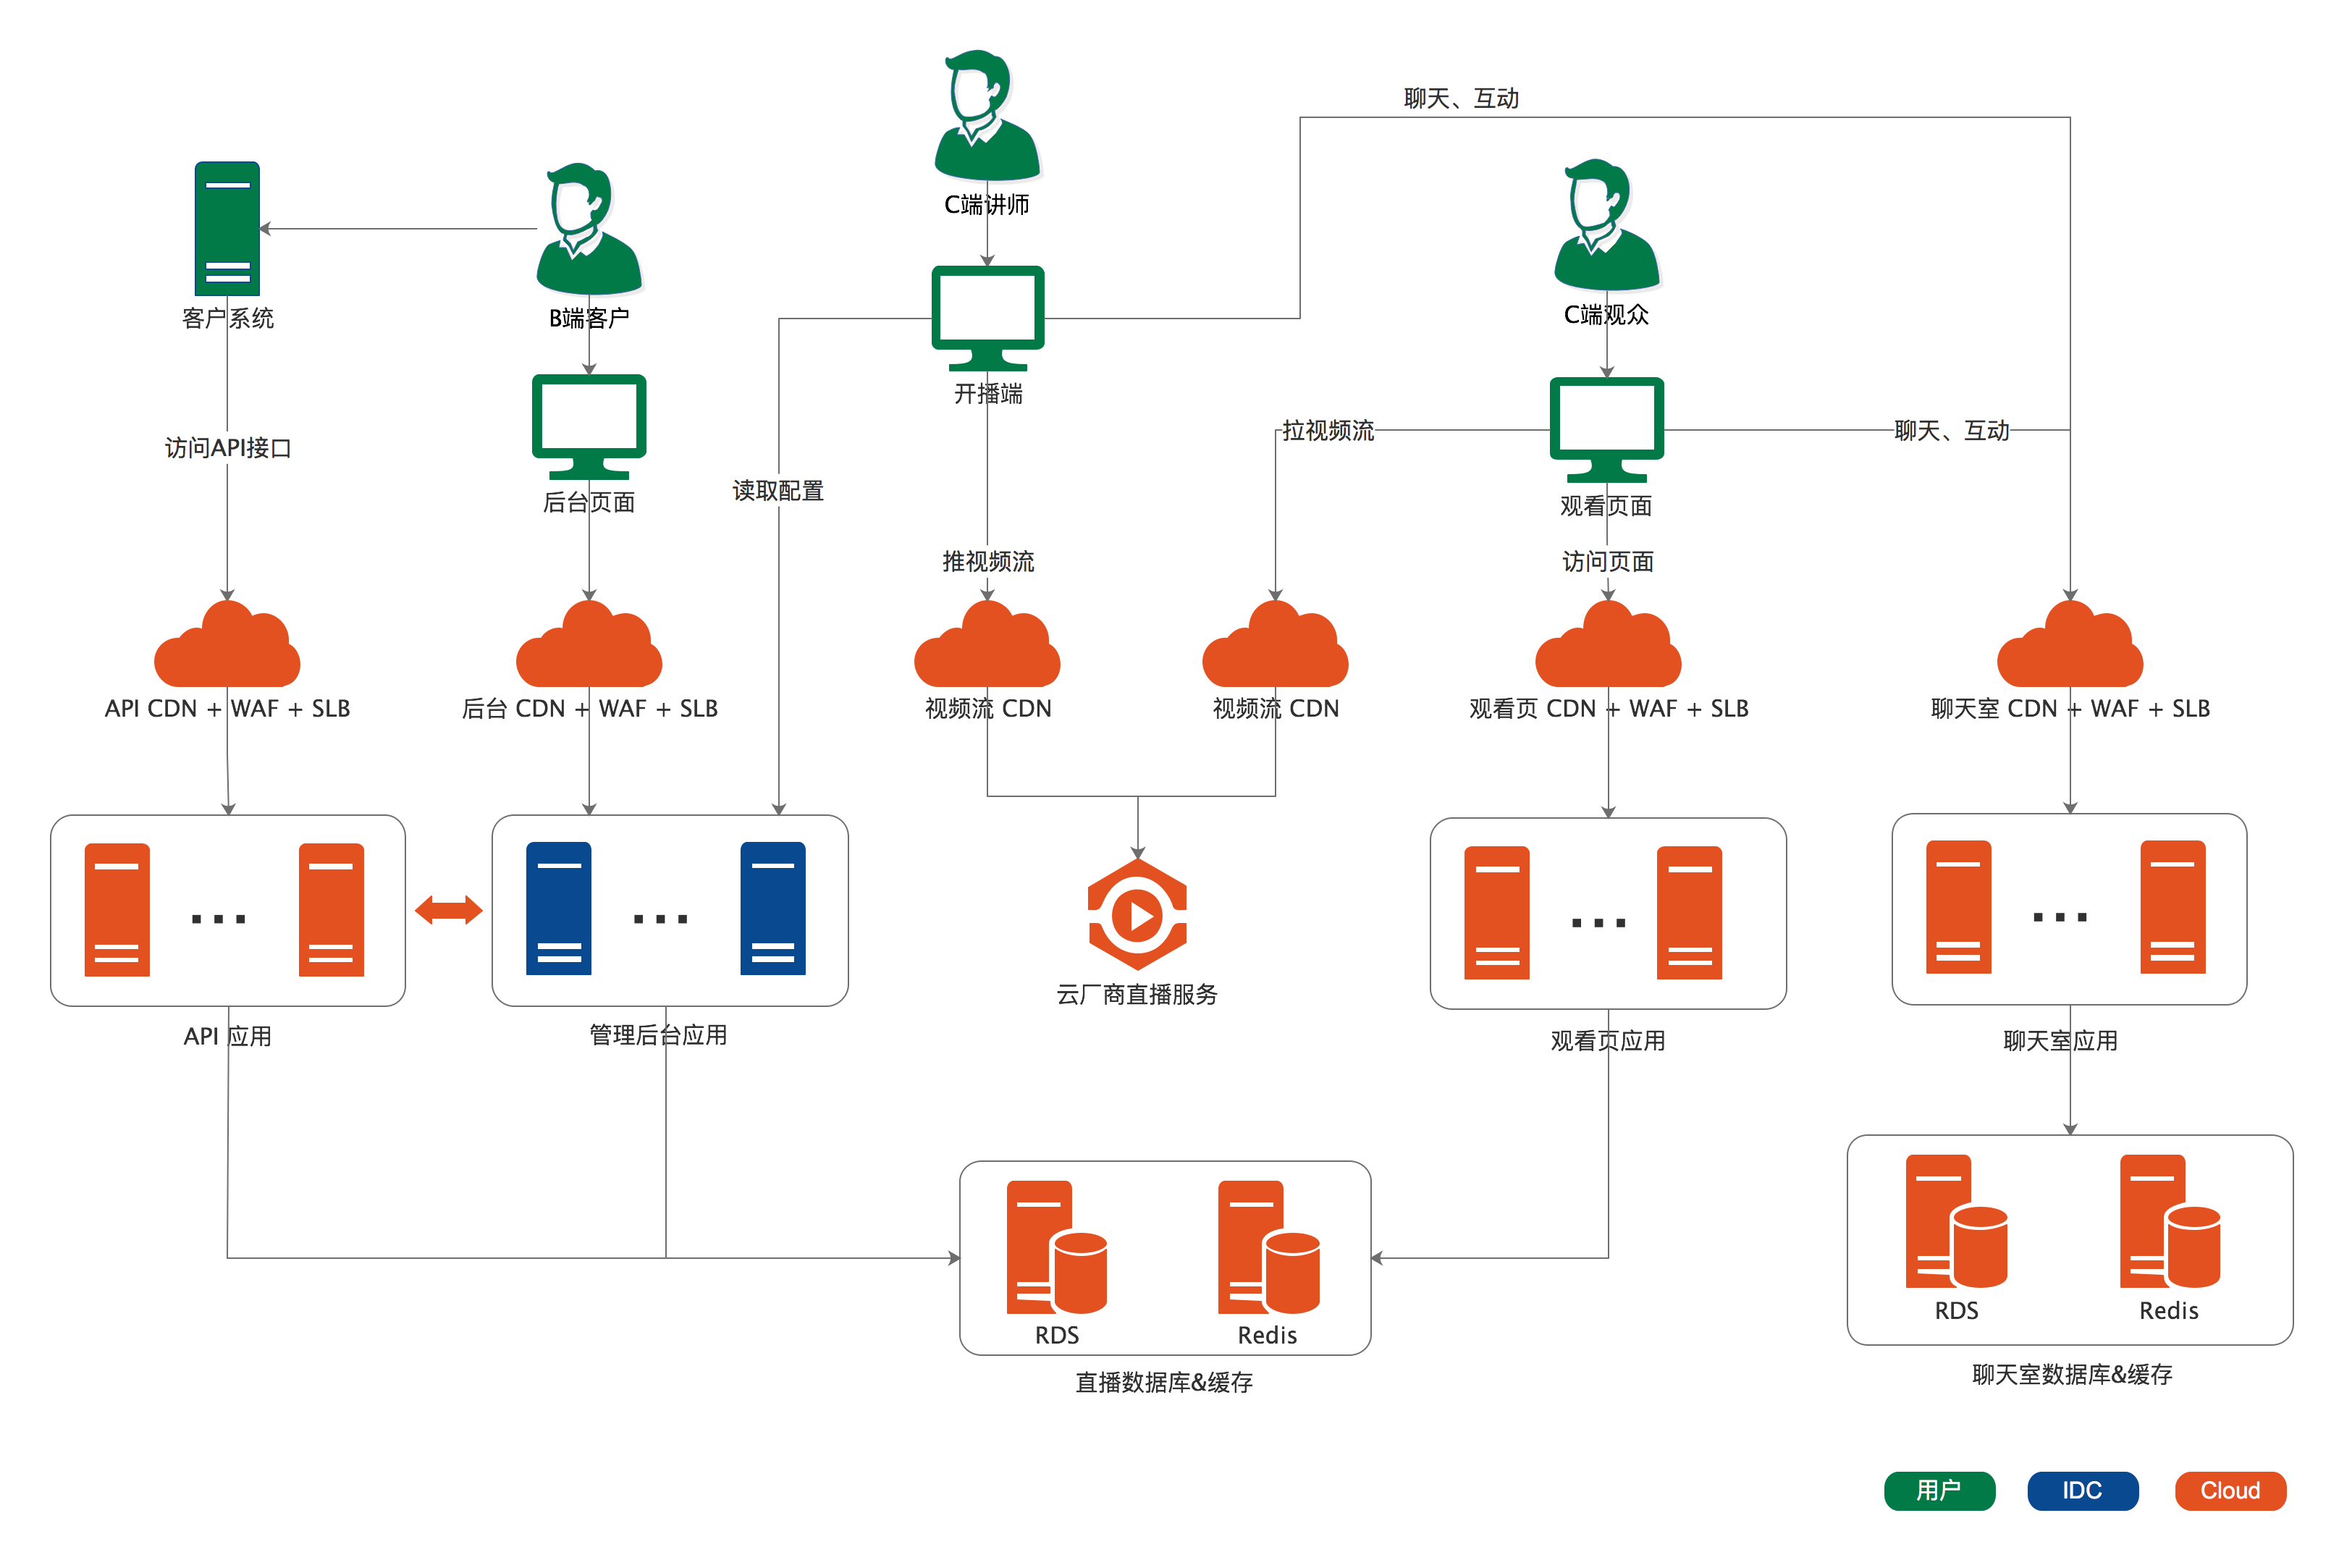 聊天、互动
C端讲师
客户系统
B端客户
C端观众
开播端
拉视频流
聊天、互动
访问API接口
读取配置
后台页面
观看页面
推视频流
访问页面
API CDN + WAF + SLB
后台 CDN + WAF + SLB
视频流 CDN
视频流 CDN
观看页 CDN + WAF + SLB
聊天室 CDN + WAF + SLB
云厂商直播服务
API 应用
管理后台应用
观看页应用
聊天室应用
RDS
Redis
RDS
Redis
直播数据库&缓存
聊天室数据库&缓存
用户
IDC
Cloud